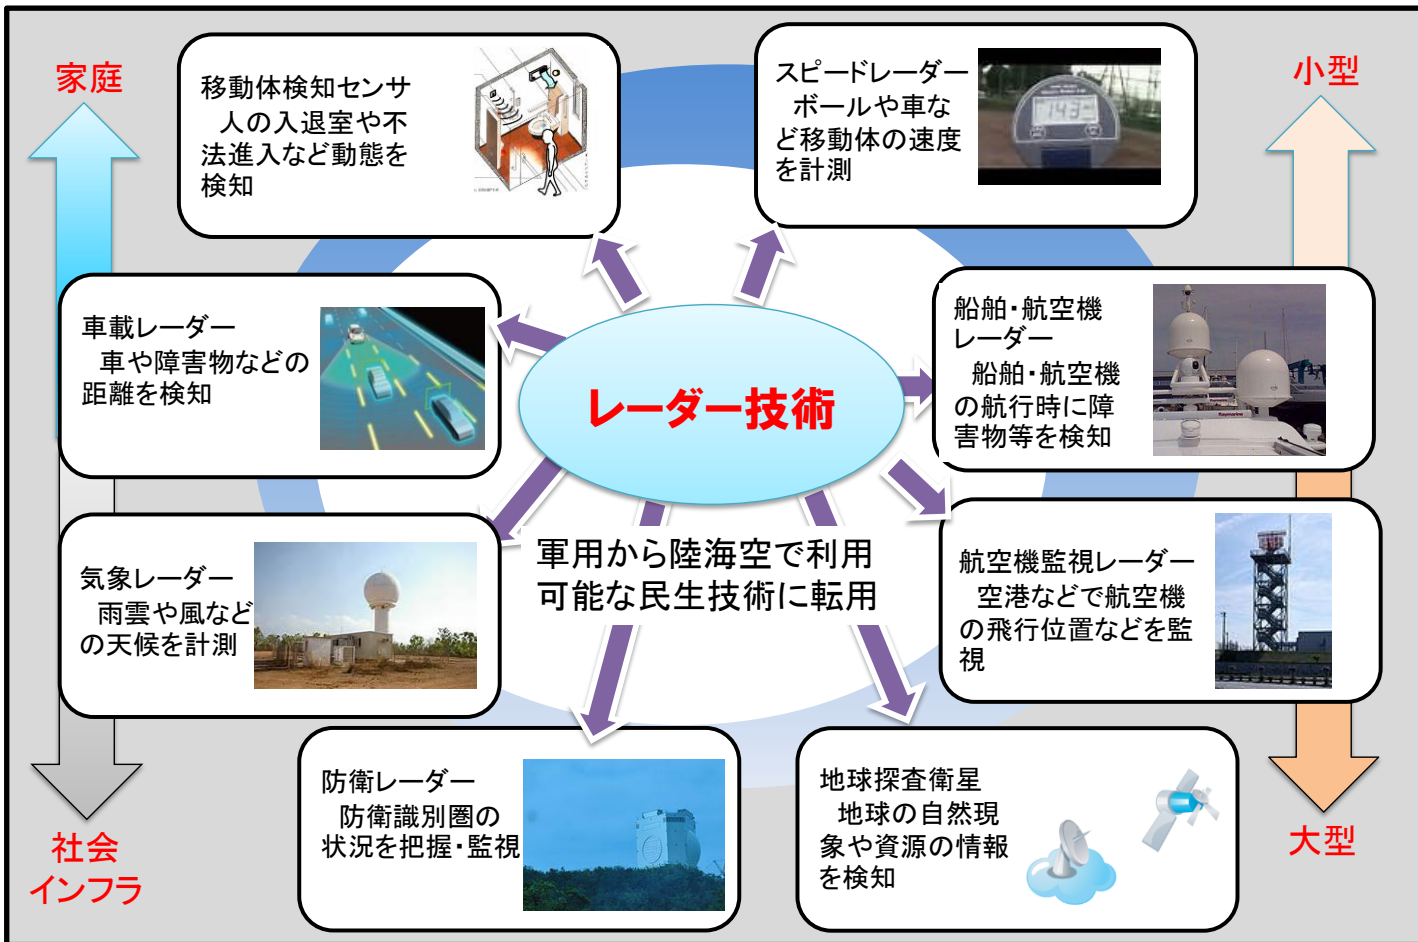 家庭
小型
移動体検知センサ
人の入退室や不
法進入など動態を
検知
スピードレーダー
ボールや車な
ど移動体の速度
を計測
143
車載レーダー
車や障害物などの
距離を検知
船舶・航空機
レーダー
船舶・航空機
の航行時に障
害物等を検知
Raymarine
レーダー技術
軍用から陸海空で利用
可能な民生技術に転用
気象レーダー
雨雲や風など
の天候を計測
航空機監視レーダー
空港などで航空機
の飛行位置などを監
視
防衛レーダー
防衛識別圏の
状況を把握・監視
地球探査衛星
地球の自然現
象や資源の情報
を検知
社会
インフラ
大型